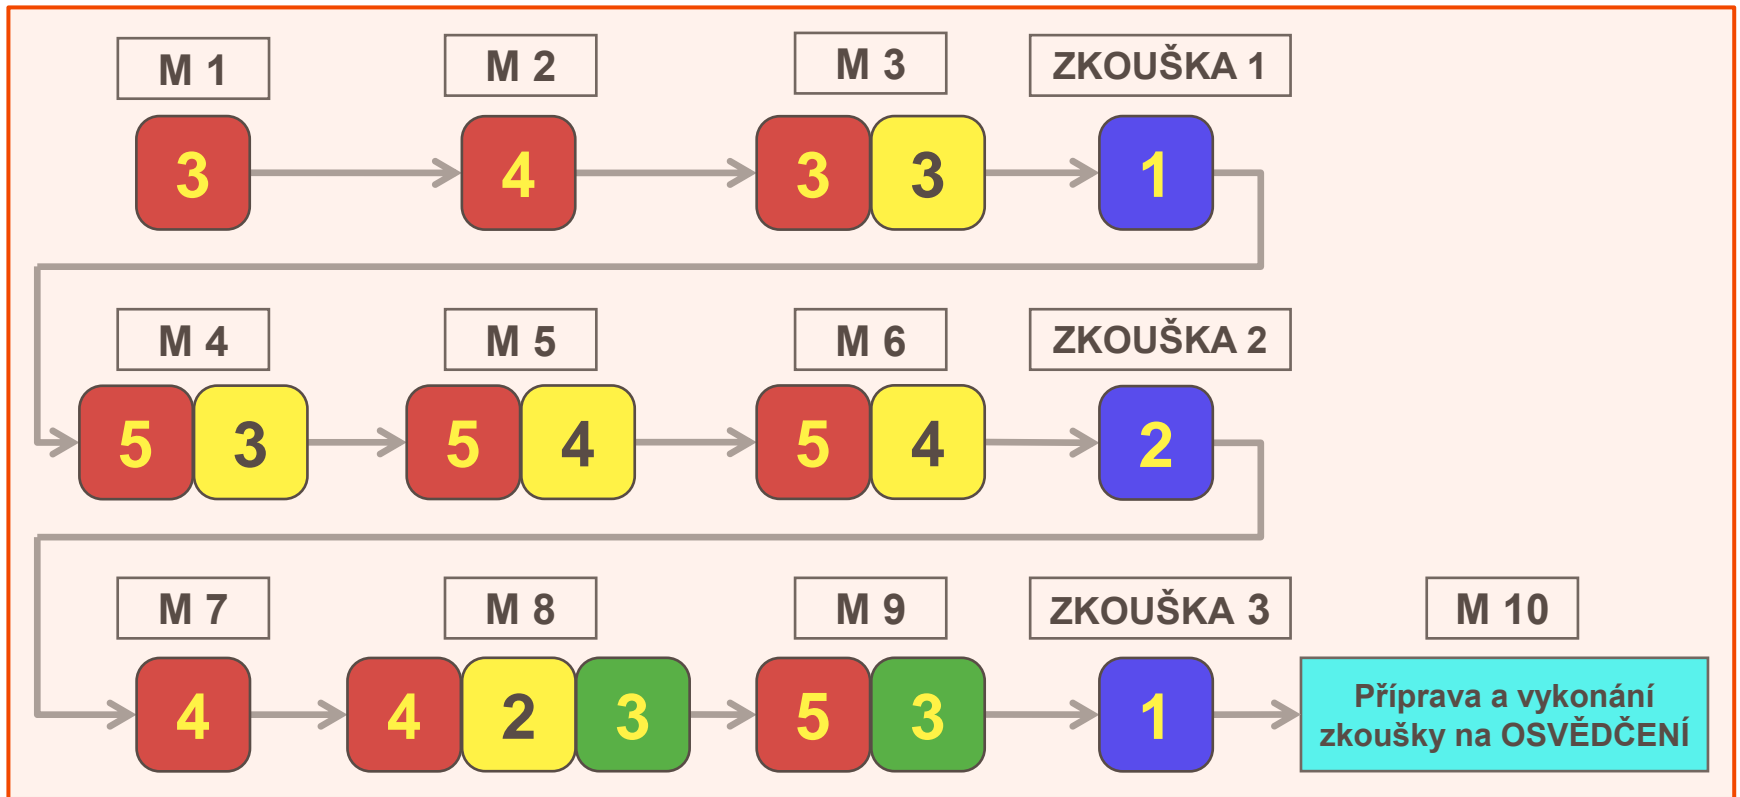 M 1 M 2 M 3 ZKOUŠKA 1
3 4 3 3 1
M 4 M 5 M 6 ZKOUŠKA 2
5 3 5 4 5 4 2
M 7 M 8 M 9 ZKOUŠKA 3 M 10
4 4 2 3 5 3 1
Příprava a vykonání
zkoušky na OSVĚDČENÍ